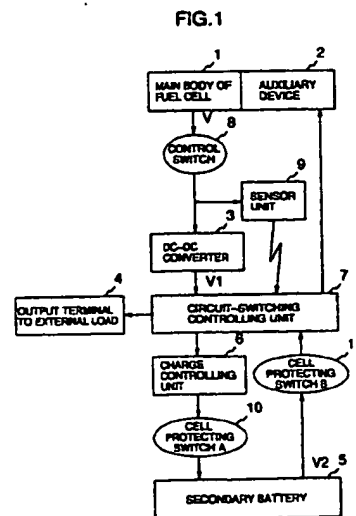 FIG.1
1
2
MAIN BODY OF
FUEL CELL
AUXILIARY
DEVICE
V
8
CONTROL
SWITCH
9
SENSOR
UNIT
3
DC-DC
CONVERTER
4
V1
7
OUTPUT TERMINAL
TO EXTERNAL LOAD
CIRCUIT-SWITCHING
CONTROLLING UNIT
6
1
CHARGE
CONTROLLING
UNIT
CELL
PROTECTING
SWITCH B
10
CELL
PROTECTING
SWITCH A
V2
5
SECONDARY BATTERY